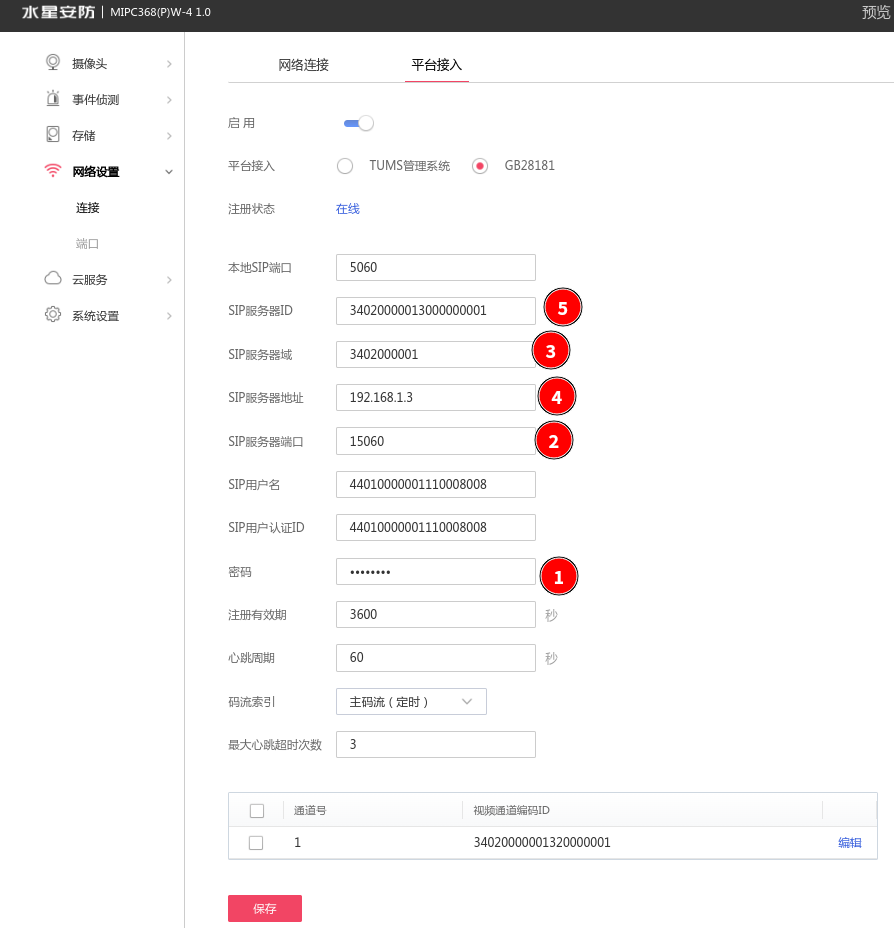 水星安防 | MIPC368(P)W-4 1.0 预览
摄像头
事件侦测
存储
网络设置
连接
端口
云服务
系统设置
网络连接 平台接入
启 用
平台接入 TUMS管理系统 GB28181
注册状态 在线
本地SIP端口 5060
SIP服务器ID 34020000013000000001 5
SIP服务器域 3402000001 3
SIP服务器地址 192.168.1.3 4
SIP服务器端口 15060 2
SIP用户名 44010000001110008008
SIP用户认证ID 44010000001110008008
密码 •••••••• 1
注册有效期 3600 秒
心跳周期 60 秒
码流索引 主码流（定时）
最大心跳超时次数 3
通道号 视频通道编码ID
1 34020000001320000001 编辑
保存